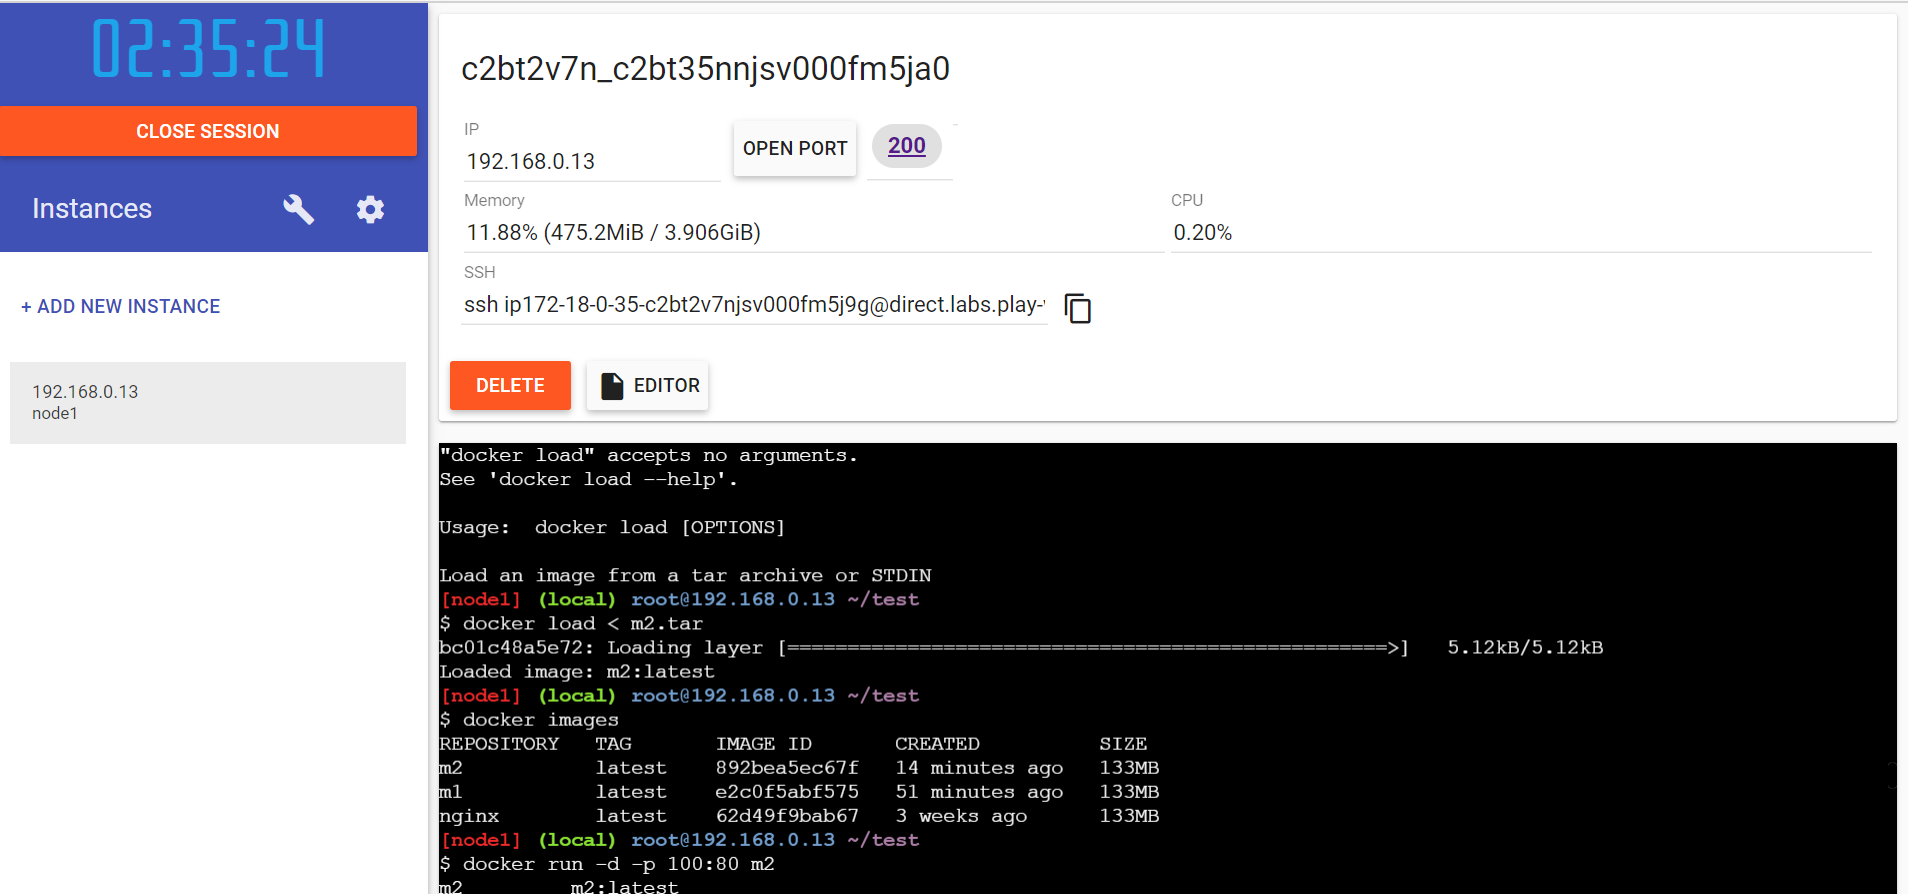 02:35:24
CLOSE SESSION
Instances
+ ADD NEW INSTANCE
192.168.0.13
node1
c2bt2v7n_c2bt35nnjsv000fm5ja0
IP
192.168.0.13
OPEN PORT
200
Memory
11.88% (475.2MiB / 3.906GiB)
CPU
0.20%
SSH
ssh ip172-18-0-35-c2bt2v7njsv000fm5j9g@direct.labs.play-
DELETE
EDITOR
"docker load" accepts no arguments.
See 'docker load --help'.
Usage:  docker load [OPTIONS]
Load an image from a tar archive or STDIN
[node1] (local) root@192.168.0.13 ~/test
$ docker load < m2.tar
bc01c48a5e72: Loading layer [==================================================>]   5.12kB/5.12kB
Loaded image: m2:latest
[node1] (local) root@192.168.0.13 ~/test
$ docker images
REPOSITORY   TAG       IMAGE ID       CREATED          SIZE
m2           latest    892bea5ec67f   14 minutes ago   133MB
m1           latest    e2c0f5abf575   51 minutes ago   133MB
nginx        latest    62d49f9bab67   3 weeks ago      133MB
[node1] (local) root@192.168.0.13 ~/test
$ docker run -d -p 100:80 m2
m2         m2:latest